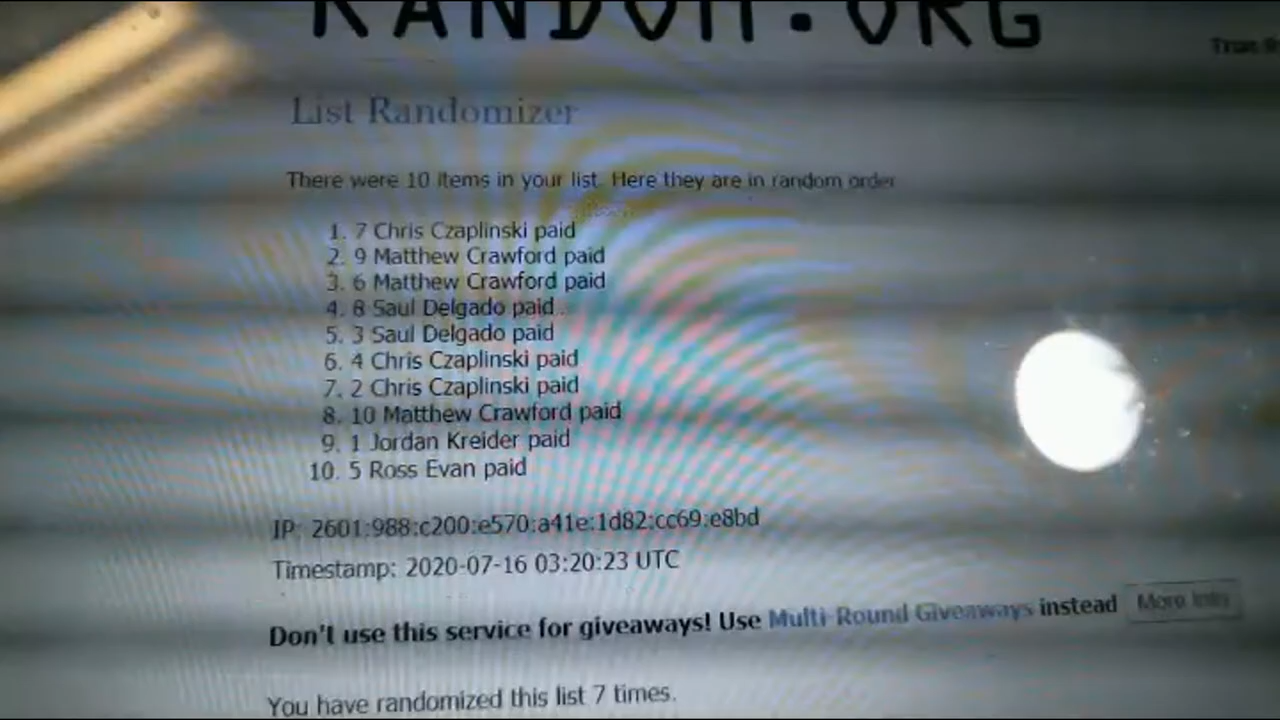 RANDOM.ORG
List Randomizer
There were 10 items in your list. Here they are in random order
1. 7 Chris Czaplinski paid
2. 9 Matthew Crawford paid
3. 6 Matthew Crawford paid
4. 8 Saul Delgado paid
5. 3 Saul Delgado paid
6. 4 Chris Czaplinski paid
7. 2 Chris Czaplinski paid
8. 10 Matthew Crawford paid
9. 1 Jordan Kreider paid
10. 5 Ross Evan paid
IP: 2601:988:c200:e570:a41e:1d82:cc69:e8bd
Timestamp: 2020-07-16 03:20:23 UTC
Don't use this service for giveaways! Use Multi-Round Giveaways instead More Info
You have randomized this list 7 times.